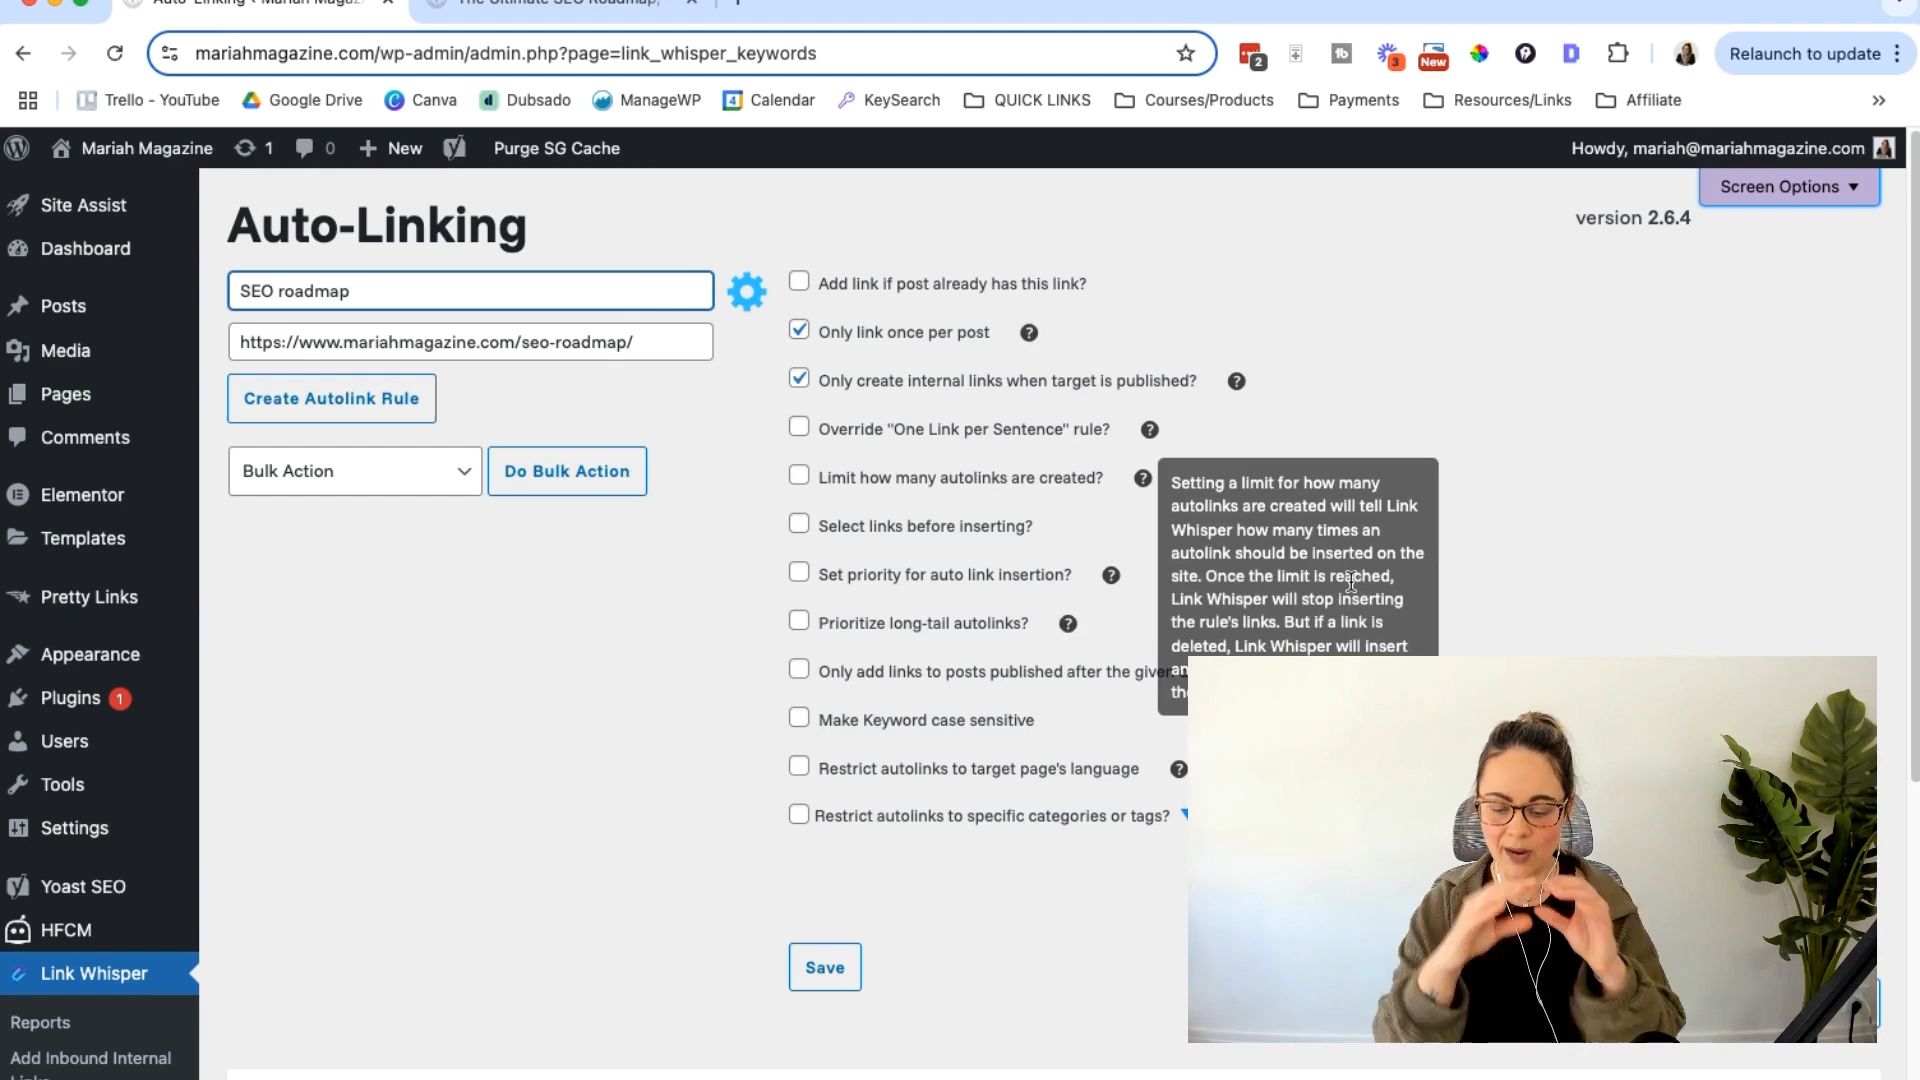 Auto-Linking
mariahmagazine.com/wp-admin/admin.php?page=link_whisper_keywords
2
3
New
Relaunch to update
Trello - YouTube
Google Drive
Canva
Dubsado
ManageWP
4
Calendar
KeySearch
QUICK LINKS
Courses/Products
Payments
Resources/Links
Affiliate
Mariah Magazine
1
0
New
Purge SG Cache
Howdy, mariah@mariahmagazine.com
Site Assist
Dashboard
Posts
Media
Pages
Comments
Elementor
Templates
Pretty Links
Appearance
Plugins 1
Users
Tools
Settings
Yoast SEO
HFCM
Link Whisper
Reports
Add Inbound Internal
Screen Options ▼
version 2.6.4
SEO roadmap
https://www.mariahmagazine.com/seo-roadmap/
Create Autolink Rule
Bulk Action
Do Bulk Action
Add link if post already has this link?
Only link once per post ?
Only create internal links when target is published? ?
Override "One Link per Sentence" rule? ?
Limit how many autolinks are created? ?
Select links before inserting?
Set priority for auto link insertion? ?
Prioritize long-tail autolinks? ?
Only add links to posts published after the given
Make Keyword case sensitive
Restrict autolinks to target page's language ?
Restrict autolinks to specific categories or tags?
Save
Setting a limit for how many
autolinks are created will tell Link
Whisper how many times an
autolink should be inserted on the
site. Once the limit is reached,
Link Whisper will stop inserting
the rule's links. But if a link is
deleted, Link Whisper will insert